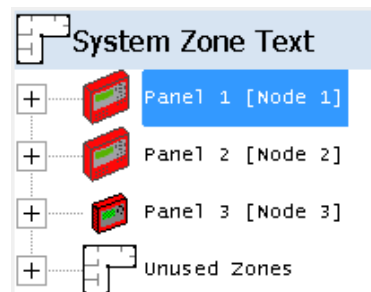 System Zone Text
Panel 1 [Node 1]
Panel 2 [Node 2]
Panel 3 [Node 3]
Unused Zones